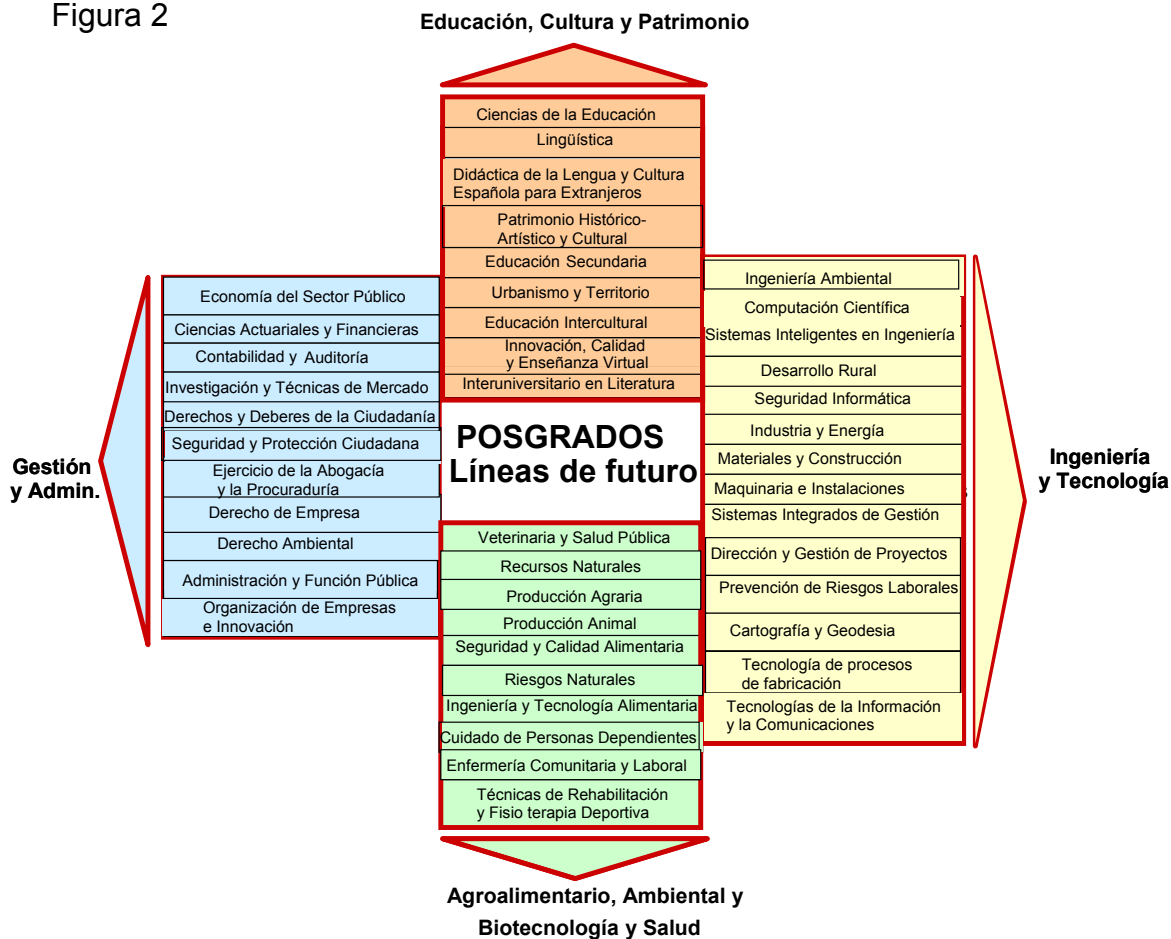 Figura 2
Educación, Cultura y Patrimonio
Ciencias de la Educación
Lingüística
Didáctica de la Lengua y Cultura
Española para Extranjeros
Patrimonio Histórico-
Artístico y Cultural
Educación Secundaria
Urbanismo y Territorio
Educación Intercultural
Innovación, Calidad
y Enseñanza Virtual
Interuniversitario en Literatura
Gestión
y Admin.
Economía del Sector Público
Ciencias Actuariales y Financieras
Contabilidad y Auditoría
Investigación y Técnicas de Mercado
Derechos y Deberes de la Ciudadanía
Seguridad y Protección Ciudadana
Ejercicio de la Abogacía
y la Procuraduría
Derecho de Empresa
Derecho Ambiental
Administración y Función Pública
Organización de Empresas
e Innovación
POSGRADOS
Líneas de futuro
Ingeniería Ambiental
Computación Científica
Sistemas Inteligentes en Ingeniería
Desarrollo Rural
Seguridad Informática
Industria y Energía
Materiales y Construcción
Maquinaria e Instalaciones
Sistemas Integrados de Gestión
Dirección y Gestión de Proyectos
Prevención de Riesgos Laborales
Cartografía y Geodesia
Tecnología de procesos
de fabricación
Tecnologías de la Información
y la Comunicaciones
Ingeniería
y Tecnología
Veterinaria y Salud Pública
Recursos Naturales
Producción Agraria
Producción Animal
Seguridad y Calidad Alimentaria
Riesgos Naturales
Ingeniería y Tecnología Alimentaria
Cuidado de Personas Dependientes
Enfermería Comunitaria y Laboral
Técnicas de Rehabilitación
y Fisio terapia Deportiva
Agroalimentario, Ambiental y
Biotecnología y Salud